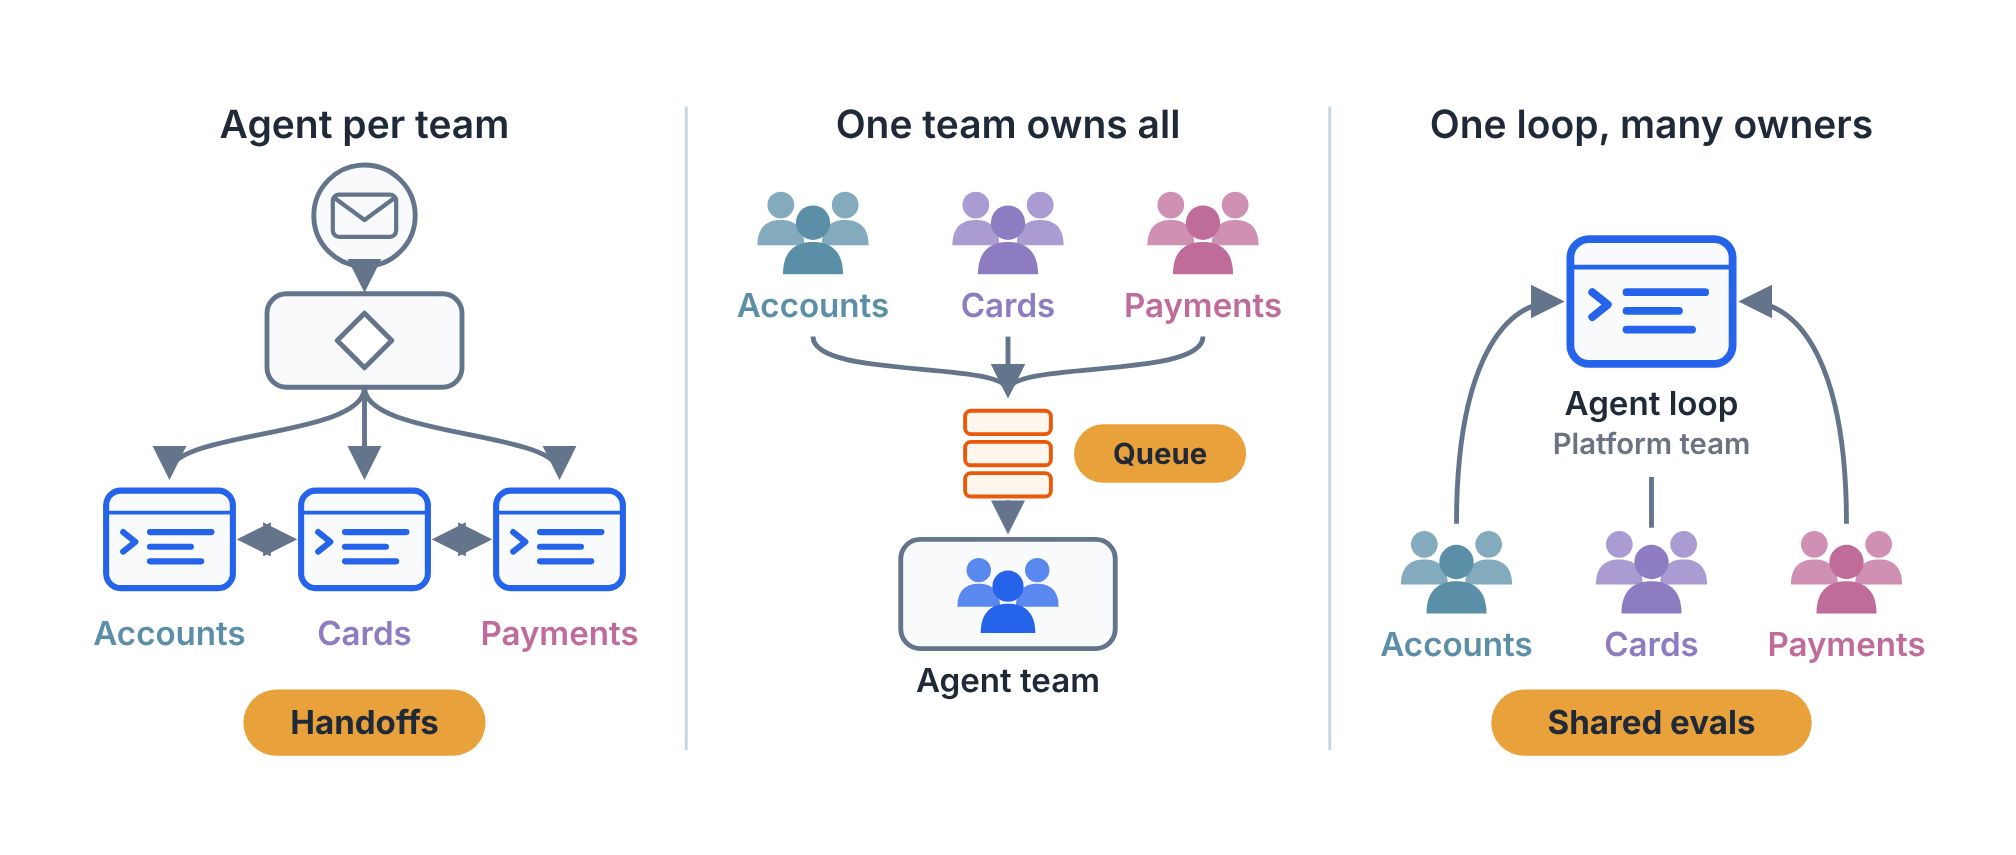 Agent per team
Accounts
Cards
Payments
Handoffs
One team owns all
Accounts
Cards
Payments
Queue
Agent team
One loop, many owners
Agent loop
Platform team
Accounts
Cards
Payments
Shared evals